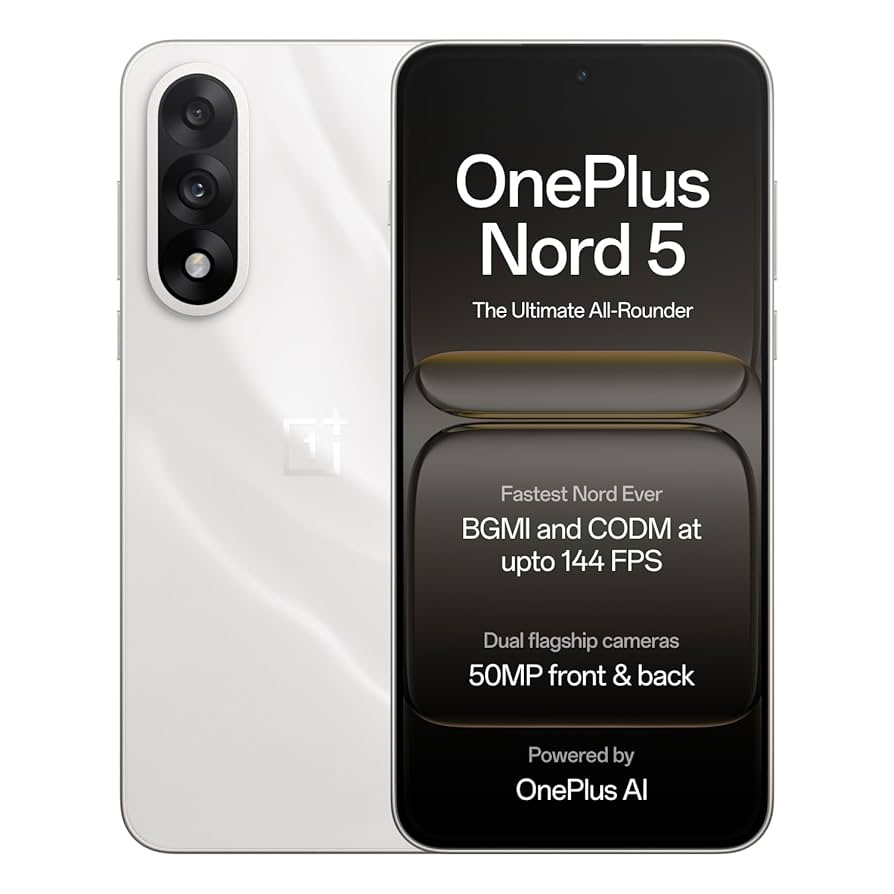 OnePlus
Nord 5
The Ultimate All-Rounder
Fastest Nord Ever
BGMI and CODM at
upto 144 FPS
Dual flagship cameras
50MP front & back
Powered by
OnePlus AI